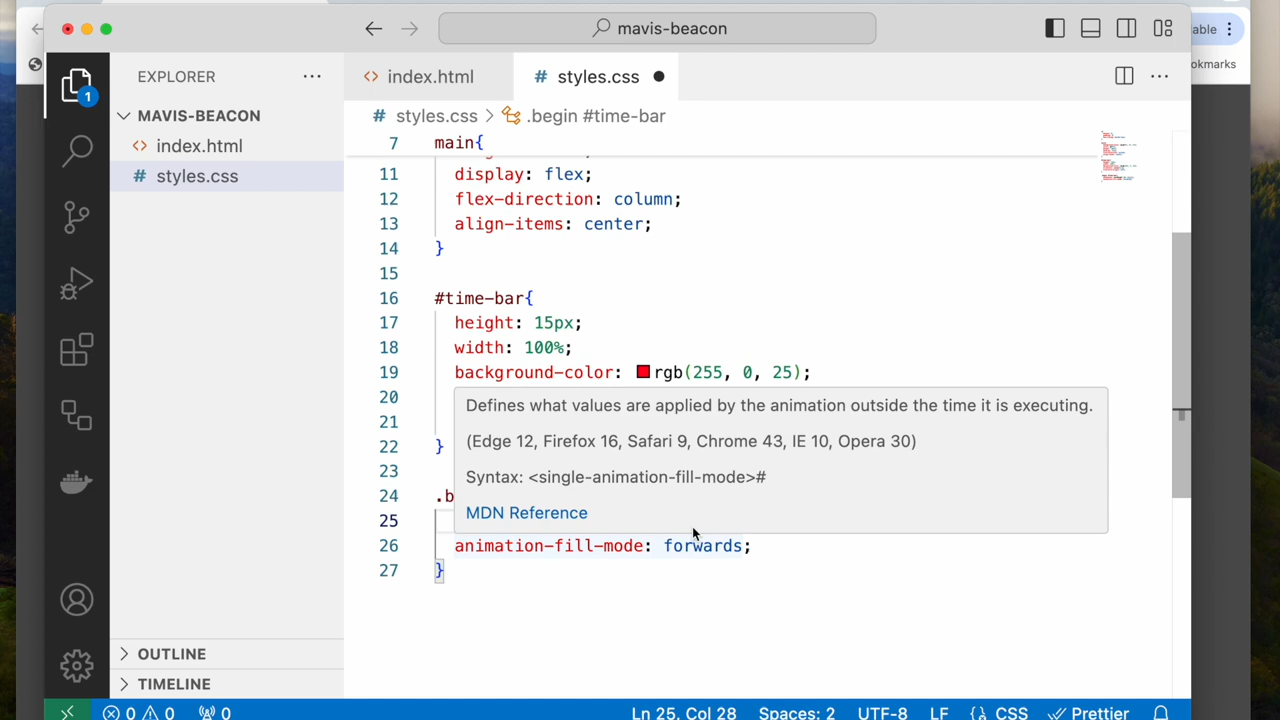 mavis-beacon
able
okmarks
EXPLORER
MAVIS-BEACON
index.html
# styles.css
OUTLINE
TIMELINE
1
index.html
# styles.css
# styles.css > .begin #time-bar
7 main{
11 display: flex;
12 flex-direction: column;
13 align-items: center;
14 }
15
16 #time-bar{
17 height: 15px;
18 width: 100%;
19 background-color: rgb(255, 0, 25);
20
21
22 }
23
24 .b
25
26 animation-fill-mode: forwards;
27 }
Defines what values are applied by the animation outside the time it is executing.
(Edge 12, Firefox 16, Safari 9, Chrome 43, IE 10, Opera 30)
Syntax: <single-animation-fill-mode>#
MDN Reference
0 0 0 Ln 25, Col 28 Spaces: 2 UTF-8 LF {} CSS Prettier